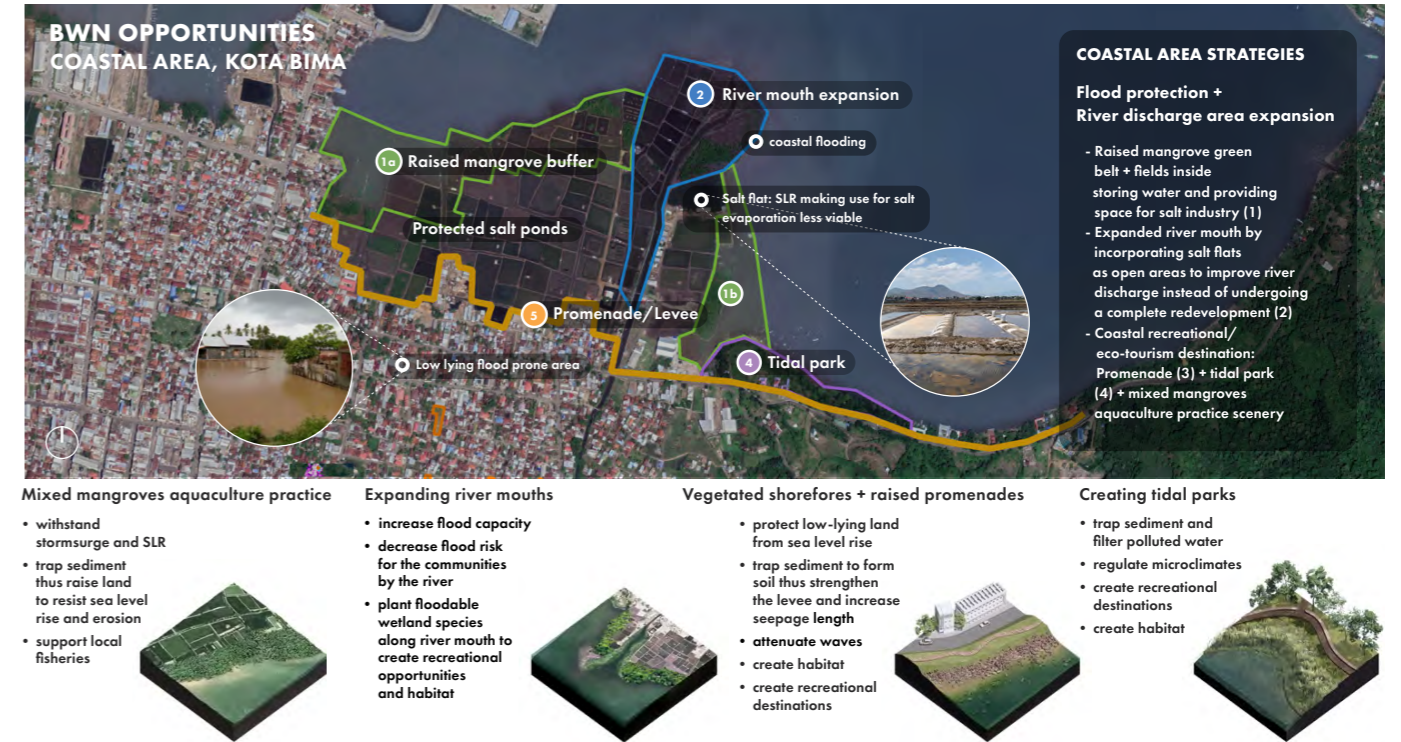 BWN OPPORTUNITIES
COASTAL AREA, KOTA BIMA
1a
Raised mangrove buffer
Protected salt ponds
2
River mouth expansion
coastal flooding
Salt flat: SLR making use for salt
evaporation less viable
1b
5
Promenade/Levee
4
Tidal park
Low lying flood prone area
COASTAL AREA STRATEGIES
Flood protection +
River discharge area expansion
- Raised mangrove green
belt + fields inside
storing water and providing
space for salt industry (1)
- Expanded river mouth by
incorporating salt flats
as open areas to improve river
discharge instead of undergoing
a complete redevelopment (2)
- Coastal recreational/
eco-tourism destination:
Promenade (3) + tidal park
(4) + mixed mangroves
aquaculture practice scenery
Mixed mangroves aquaculture practice
• withstand
stormsurge and SLR
• trap sediment
thus raise land
to resist sea level
rise and erosion
• support local
fisheries
Expanding river mouths
• increase flood capacity
• decrease flood risk
for the communities
by the river
• plant floodable
wetland species
along river mouth to
create recreational
opportunities
and habitat
Vegetated shorefores + raised promenades
• protect low-lying land
from sea level rise
• trap sediment to form
soil thus strengthen
the levee and increase
seepage length
• attenuate waves
• create habitat
• create recreational
destinations
Creating tidal parks
• trap sediment and
filter polluted water
• regulate microclimates
• create recreational
destinations
• create habitat